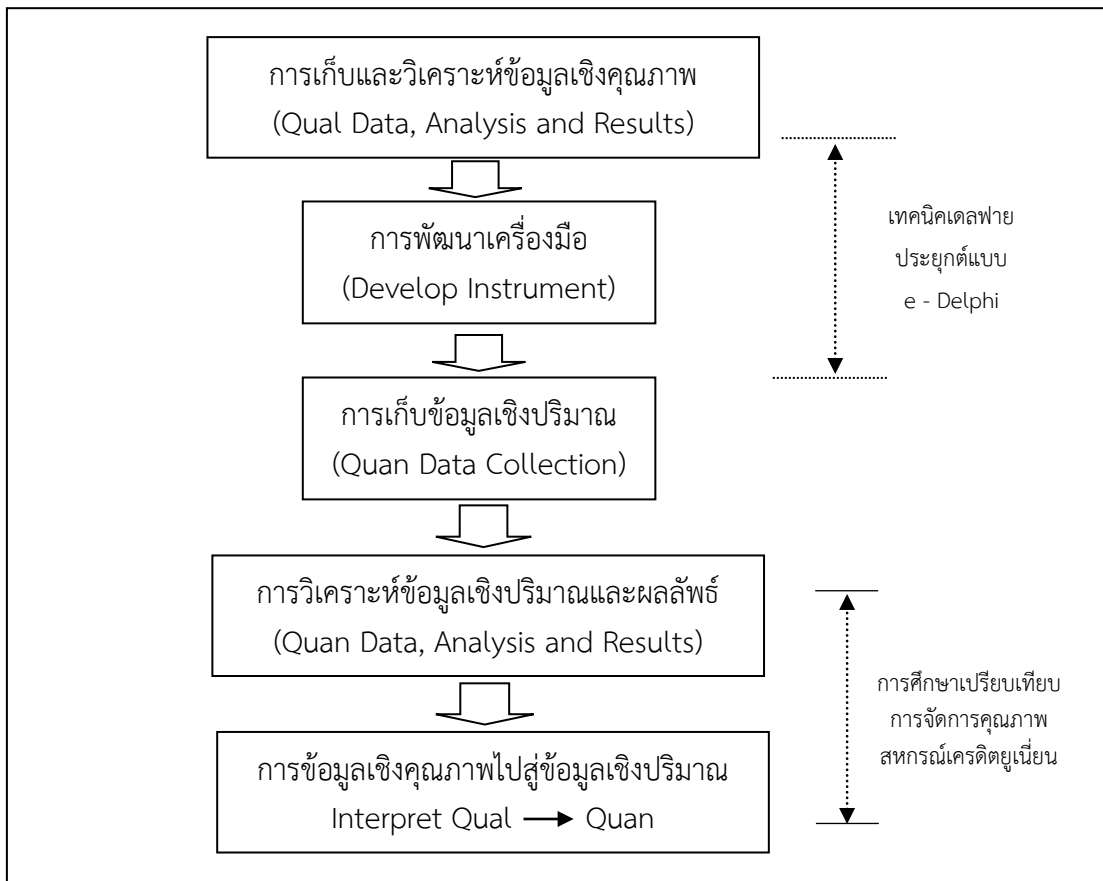 การเก็บและวิเคราะห์ข้อมูลเชิงคุณภาพ
(Qual Data, Analysis and Results)
การพัฒนาเครื่องมือ
(Develop Instrument)
เทคนิคเดลฟาย
ประยุกต์แบบ
e - Delphi
การเก็บข้อมูลเชิงปริมาณ
(Quan Data Collection)
การวิเคราะห์ข้อมูลเชิงปริมาณและผลลัพธ์
(Quan Data, Analysis and Results)
การศึกษาเปรียบเทียบ
การจัดการคุณภาพ
สหกรณ์เครดิตยูเนี่ยน
การข้อมูลเชิงคุณภาพไปสู่ข้อมูลเชิงปริมาณ
Interpret Qual → Quan